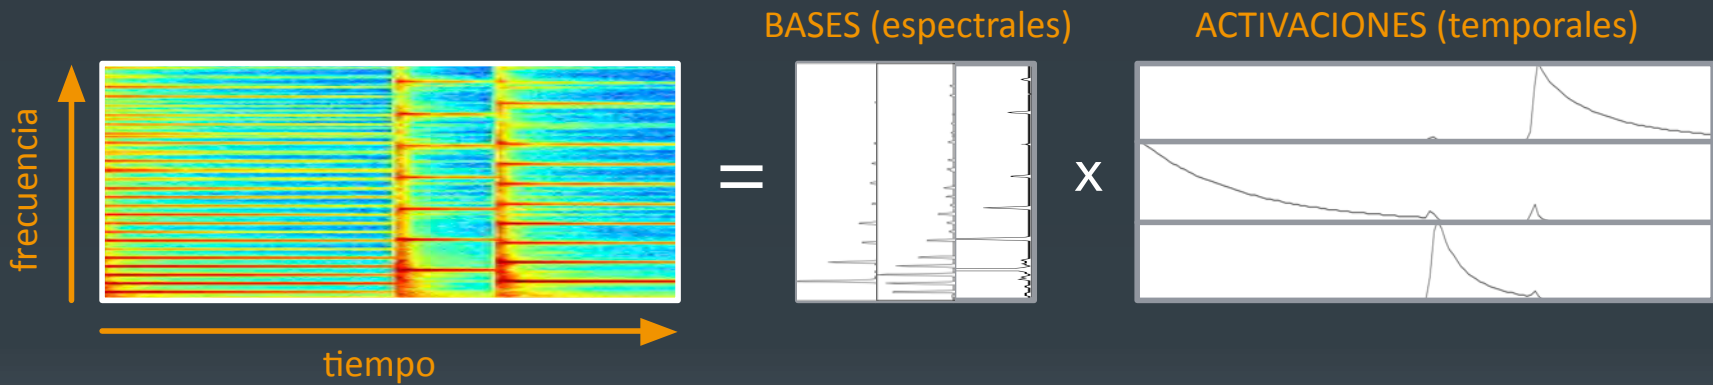 BASES (espectrales)
ACTIVACIONES (temporales)
frecuencia
=
x
tiempo